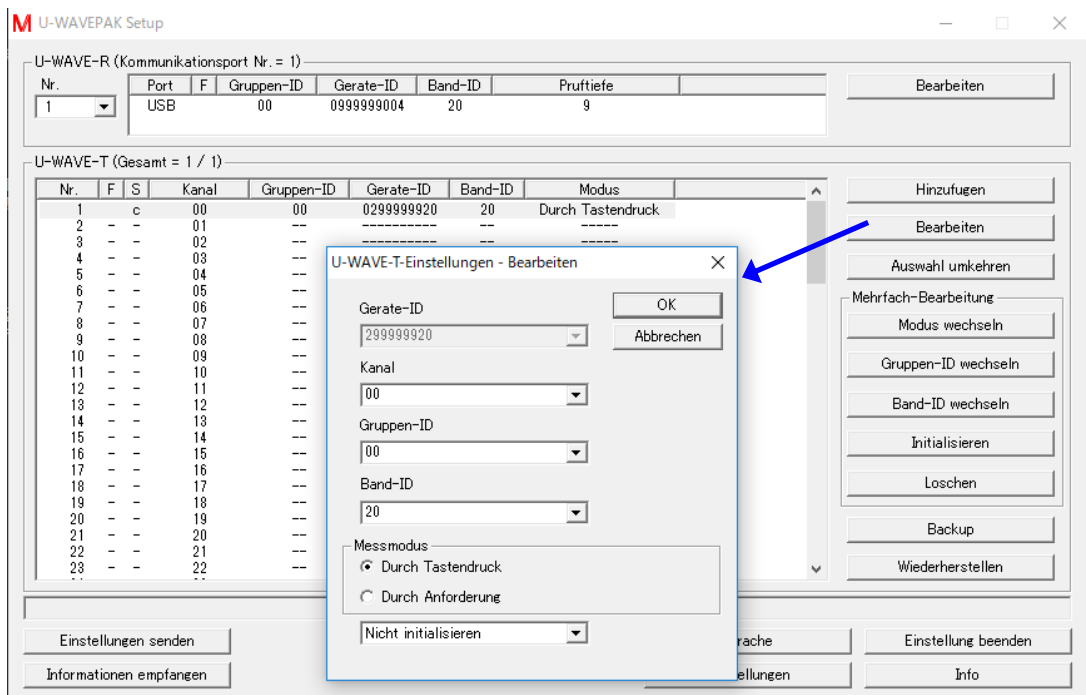 M U-WAVEPAK Setup
U-WAVE-R (Kommunikationsport Nr. = 1)
Nr. Port F Gruppen-ID Gerate-ID Band-ID Pruftiefe
1 USB 00 0999999004 20 9
Bearbeiten
U-WAVE-T (Gesamt = 1 / 1)
Nr. F S Kanal Gruppen-ID Gerate-ID Band-ID Modus
1 c 00 00 0299999920 20 Durch Tastendruck
2 - - 01 -- ---------- -- -----
3 - - 02 -- ---------- -- -----
4 - - 03 --
5 - - 04 --
6 - - 05 --
7 - - 06 --
8 - - 07 --
9 - - 08 --
10 - - 09 --
11 - - 10 --
12 - - 11 --
13 - - 12 --
14 - - 13 --
15 - - 14 --
16 - - 15 --
17 - - 16 --
18 - - 17 --
19 - - 18 --
20 - - 19 --
21 - - 20 --
22 - - 21 --
23 - - 22 --
Hinzufugen
Bearbeiten
Auswahl umkehren
Mehrfach-Bearbeitung
Modus wechseln
Gruppen-ID wechseln
Band-ID wechseln
Initialisieren
Loschen
Backup
Wiederherstellen
U-WAVE-T-Einstellungen - Bearbeiten
Gerate-ID
299999920
Kanal
00
Gruppen-ID
00
Band-ID
20
Messmodus
Durch Tastendruck
Durch Anforderung
Nicht initialisieren
OK
Abbrechen
Einstellungen senden
rache
Einstellung beenden
Informationen empfangen
ellungen
Info